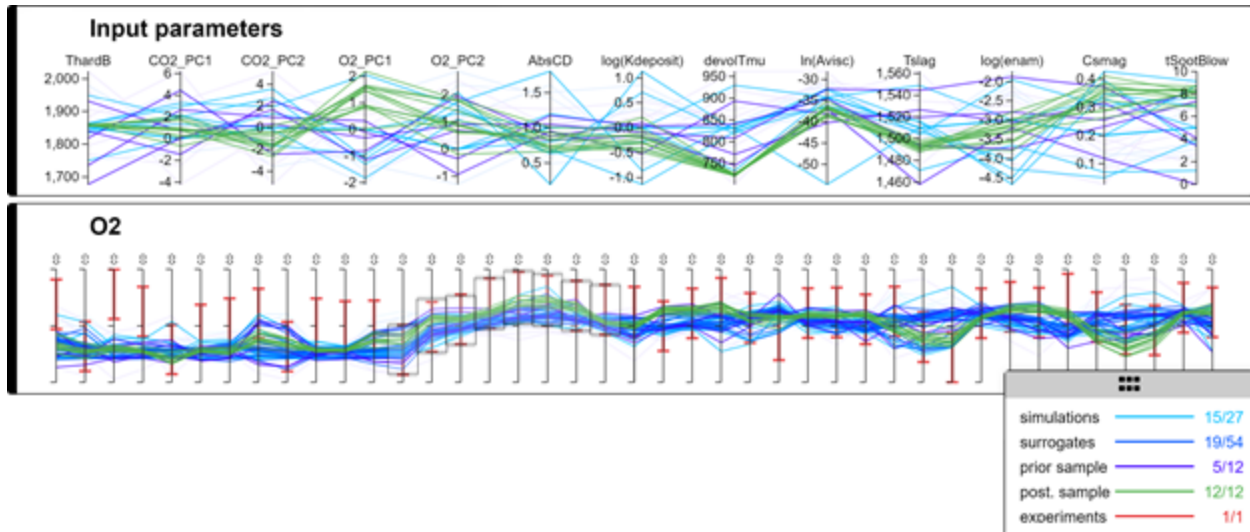 Input parameters
ThardB CO2_PC1 CO2_PC2 O2_PC1 O2_PC2 AbsCD log(Kdeposit) devolTmu ln(Avisc) Tslag log(enam) Csmag tSootBlow
2,000 6 4 2 2 1.5 1.0 950 -30 1,560 -2.0 0.4 10
1,900 4 2 1 1 1.0 0.5 900 -35 1,540 -2.5 0.3 8
1,800 2 0 0 0 0.5 0.0 850 -40 1,520 -3.0 0.2 6
1,700 0 -2 -1 -1 -0.5 800 -45 1,500 -3.5 0.1 4
-2 -4 -2 -1.0 750 -50 1,480 -4.0 2
-4 1,460 -4.5 0
O2
simulations 15/27
surrogates 19/54
prior sample 5/12
post. sample 12/12
experiments 1/1